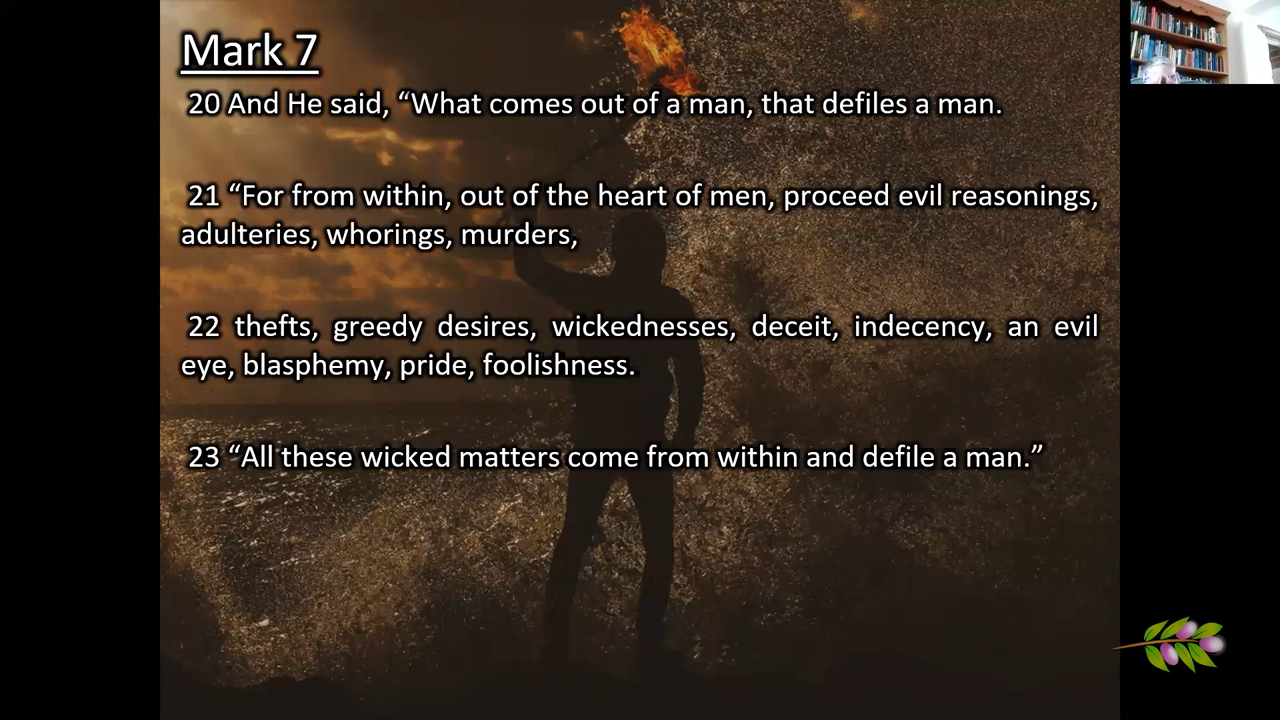 Mark 7
20 And He said, “What comes out of a man, that defiles a man.
21 “For from within, out of the heart of men, proceed evil reasonings,
adulteries, whorings, murders,
22 thefts, greedy desires, wickednesses, deceit, indecency, an evil
eye, blasphemy, pride, foolishness.
23 “All these wicked matters come from within and defile a man.”